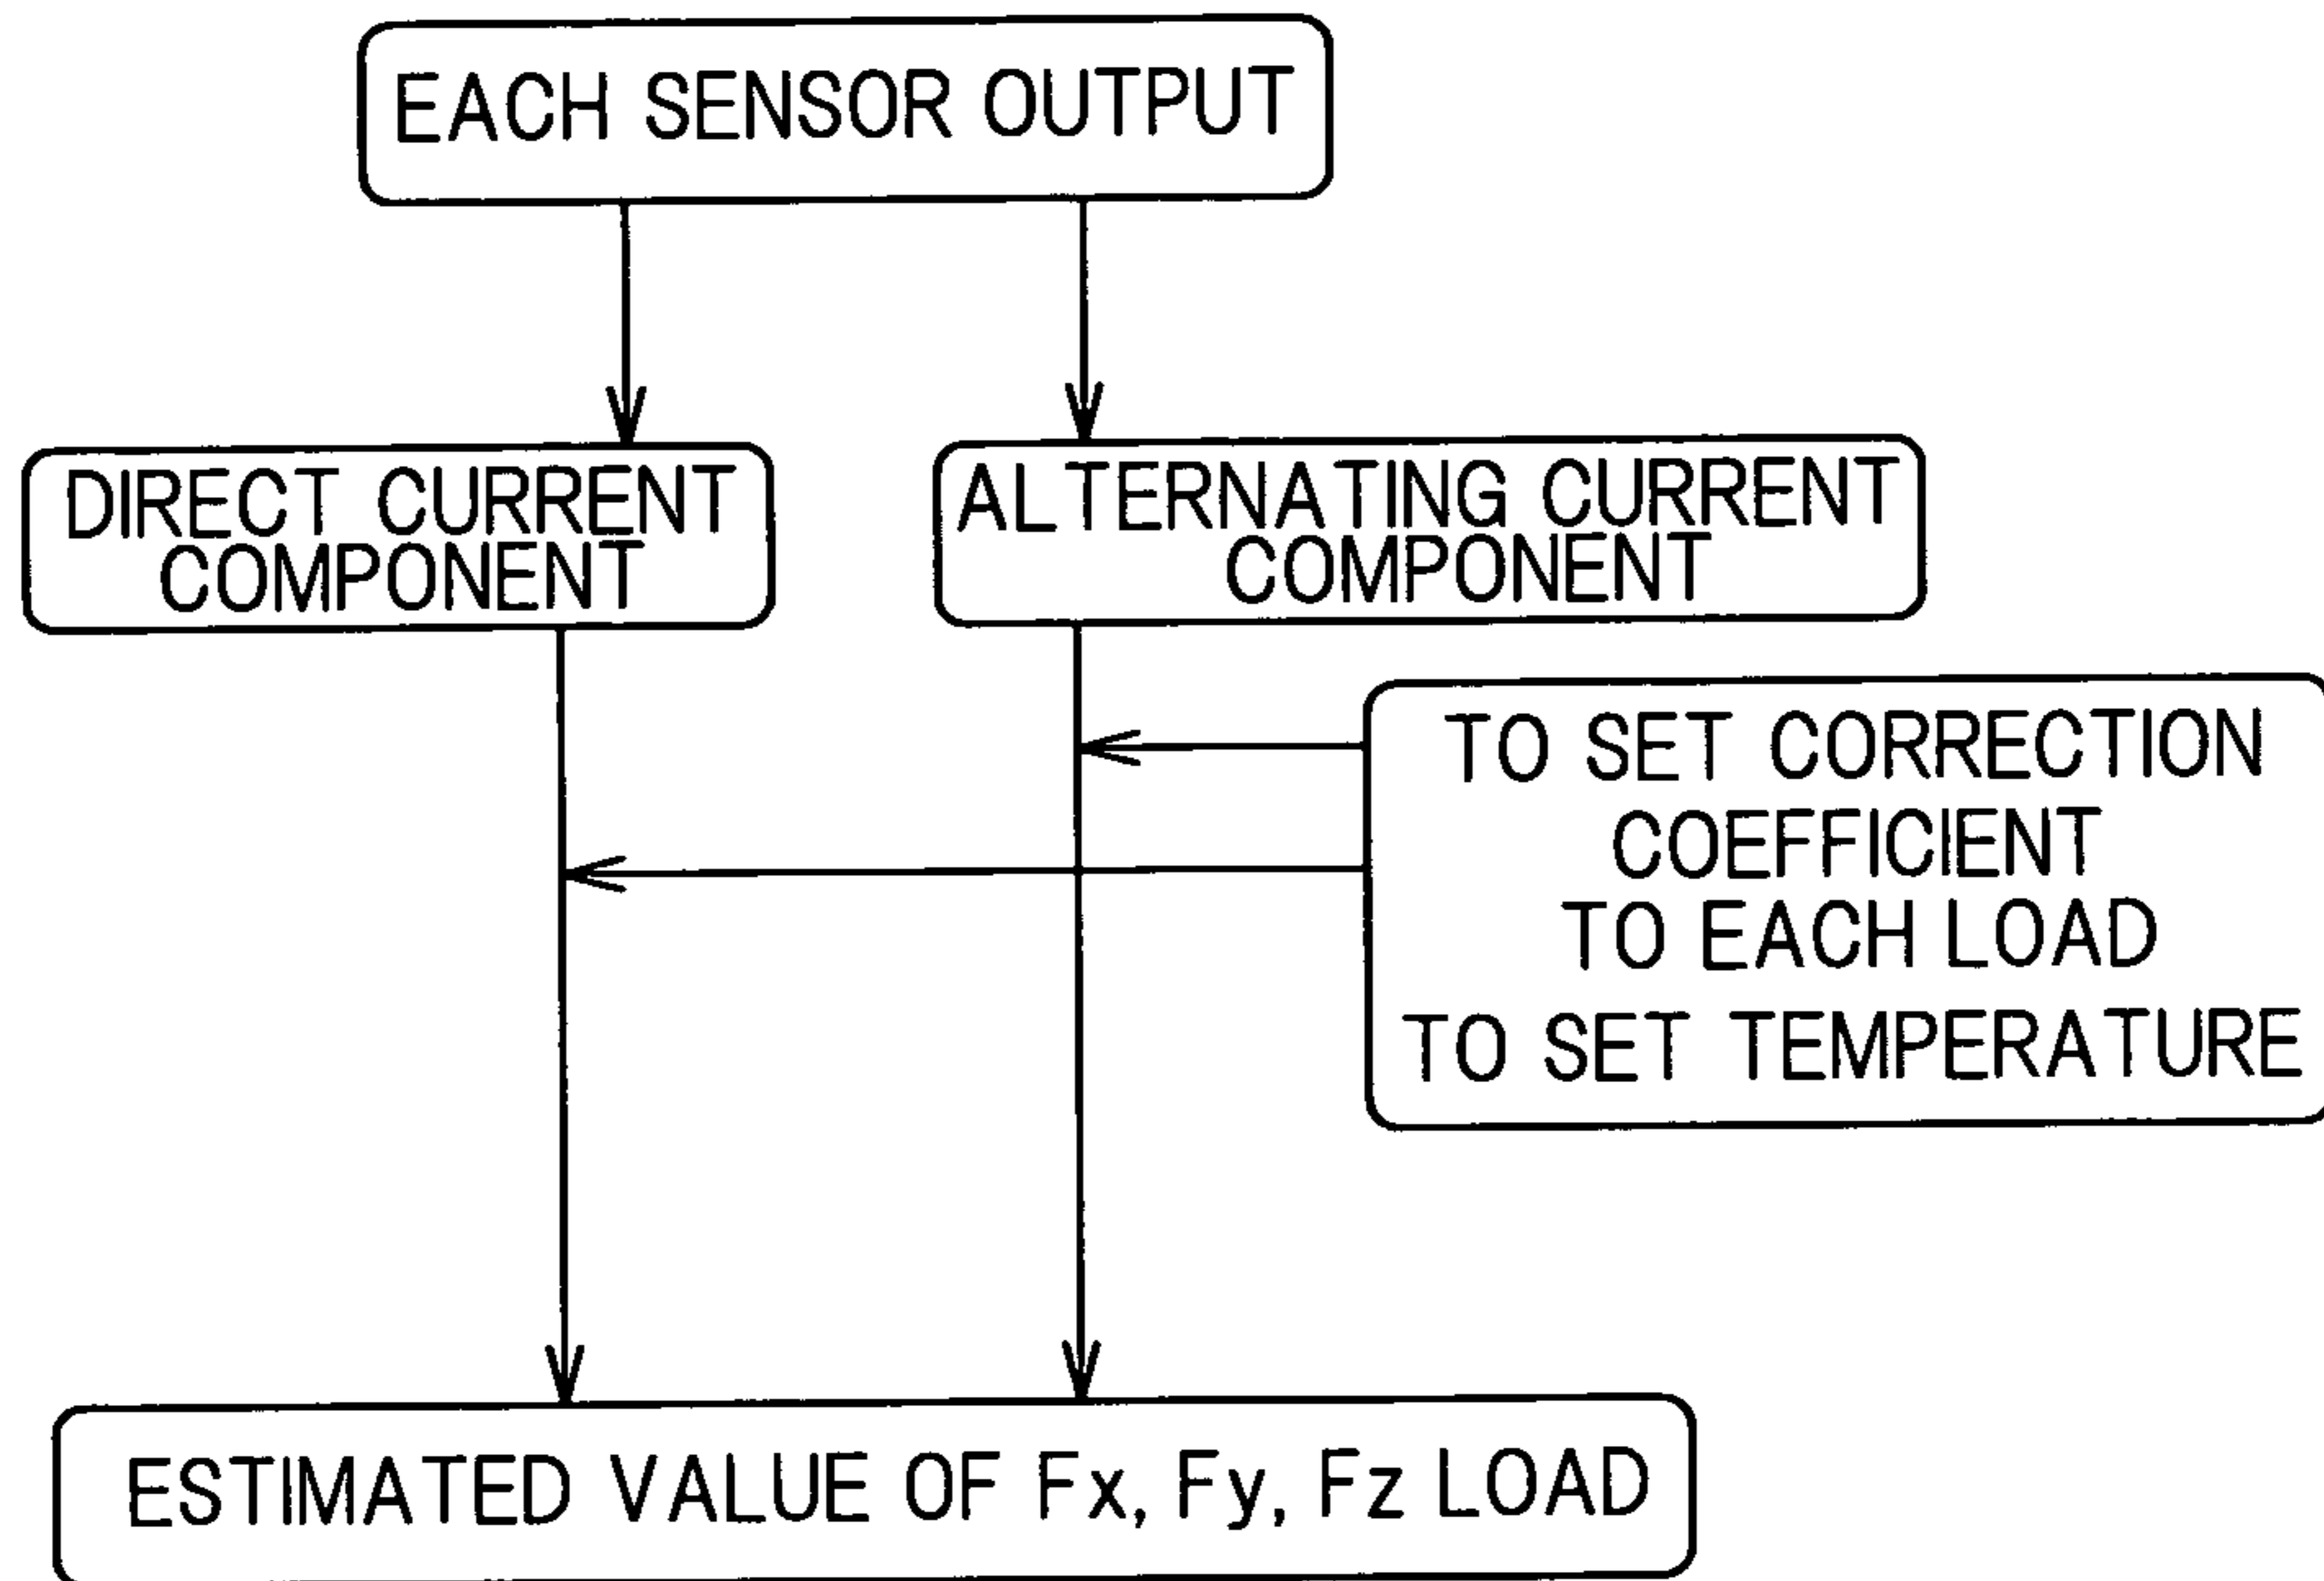 EACH SENSOR OUTPUT
DIRECT CURRENT
COMPONENT
ALTERNATING CURRENT
COMPONENT
TO SET CORRECTION
COEFFICIENT
TO EACH LOAD
TO SET TEMPERATURE
ESTIMATED VALUE OF Fx, Fy, Fz LOAD